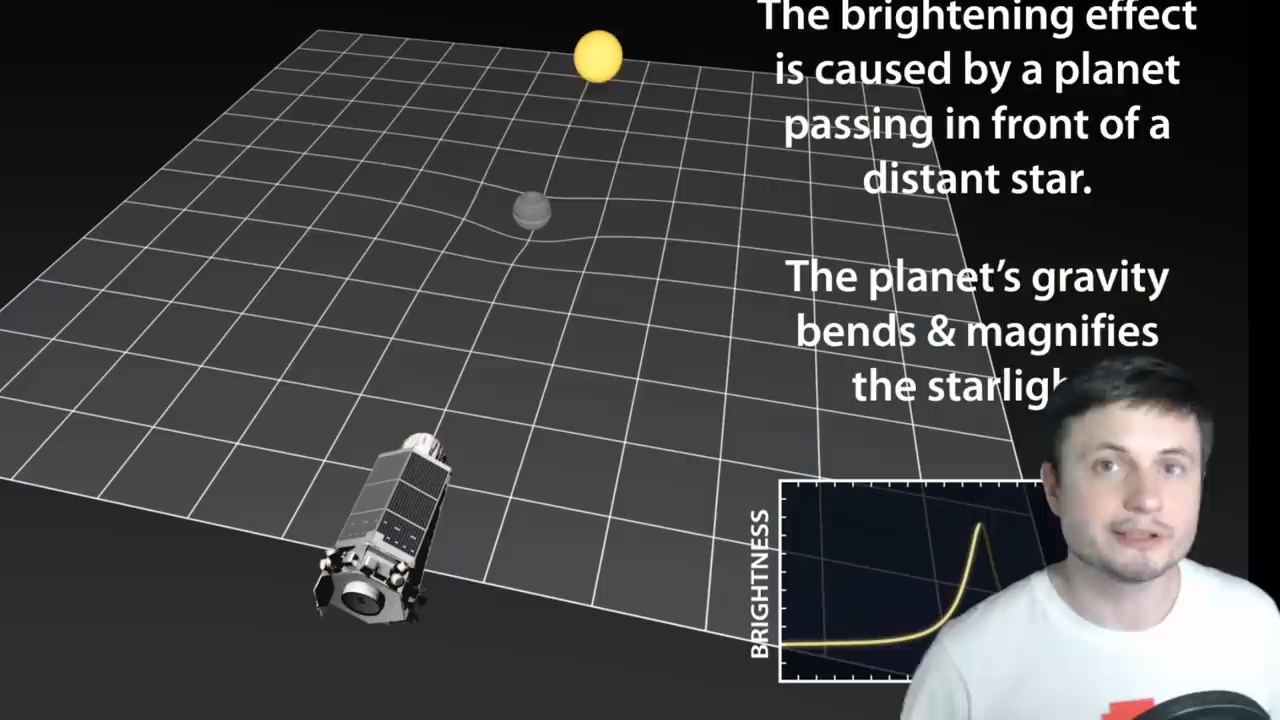 The brightening effect
is caused by a planet
passing in front of a
distant star.
The planet’s gravity
bends & magnifies
the
BRIGHTNESS